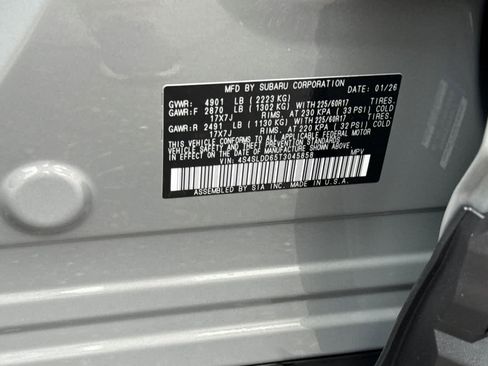 MFD BY SUBARU CORPORATION DATE: 01/26
GVWR: 4901 LB (2223 KG)
GAWR:F 2870 LB (1302 KG) WITH 225/60R17 TIRES,
17X7J RIMS, AT 230 KPA (33 PSI) COLD
GAWR:R 2491 LB (1130 KG) WITH 225/60R17 TIRES,
17X7J RIMS, AT 220 KPA (32 PSI) COLD
THIS VEHICLE CONFORMS TO ALL APPLICABLE FEDERAL MOTOR
VEHICLE SAFETY, BUMPER, AND THEFT PREVENTION
STANDARDS IN EFFECT ON THE DATE OF MANUFACTURE
SHOWN ABOVE.
VIN: 4S4SLDD65T3045858 MPV
ASSEMBLED BY SIA INC. MADE IN U.S.A.